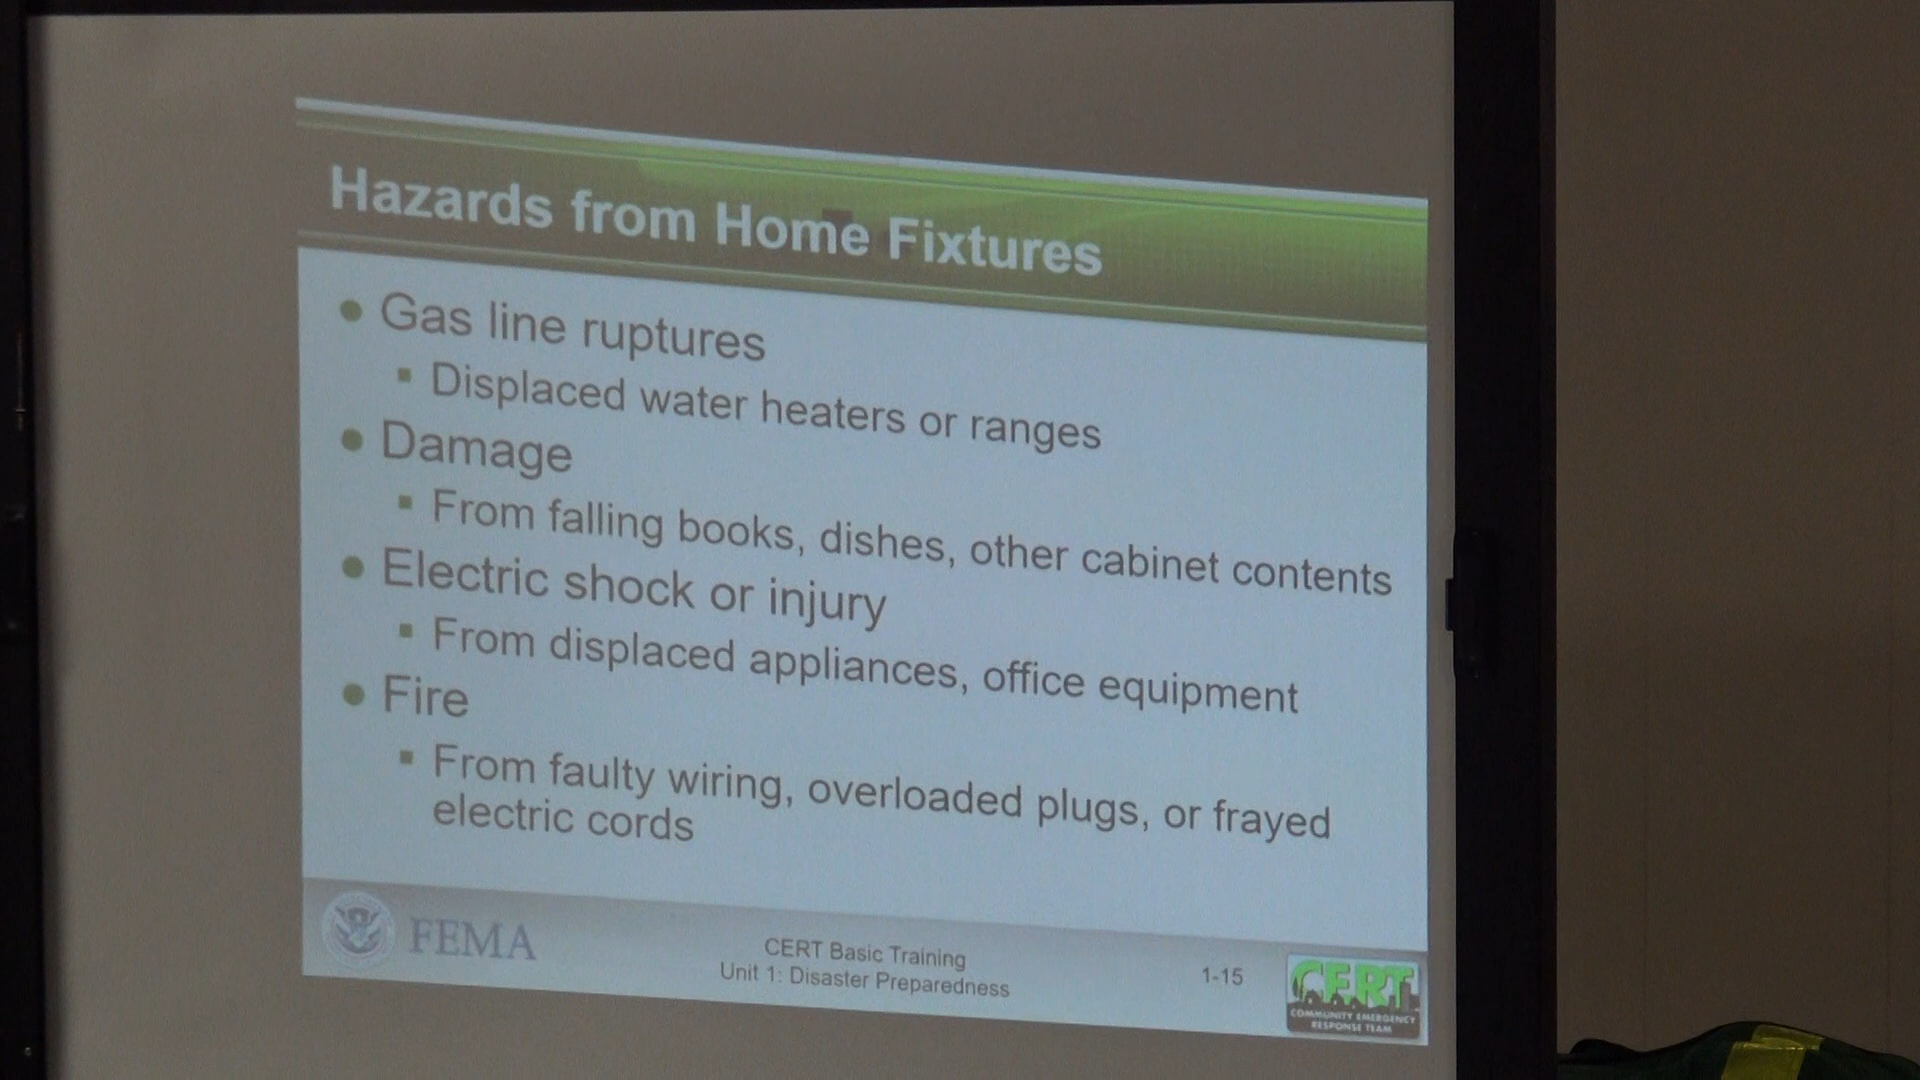 Hazards from Home Fixtures
Gas line ruptures
Displaced water heaters or ranges
Damage
From falling books, dishes, other cabinet contents
Electric shock or injury
From displaced appliances, office equipment
Fire
From faulty wiring, overloaded plugs, or frayed
electric cords
FEMA
CERT Basic Training
Unit 1: Disaster Preparedness
1-15
CERT
COMMUNITY EMERGENCY
RESPONSE TEAM